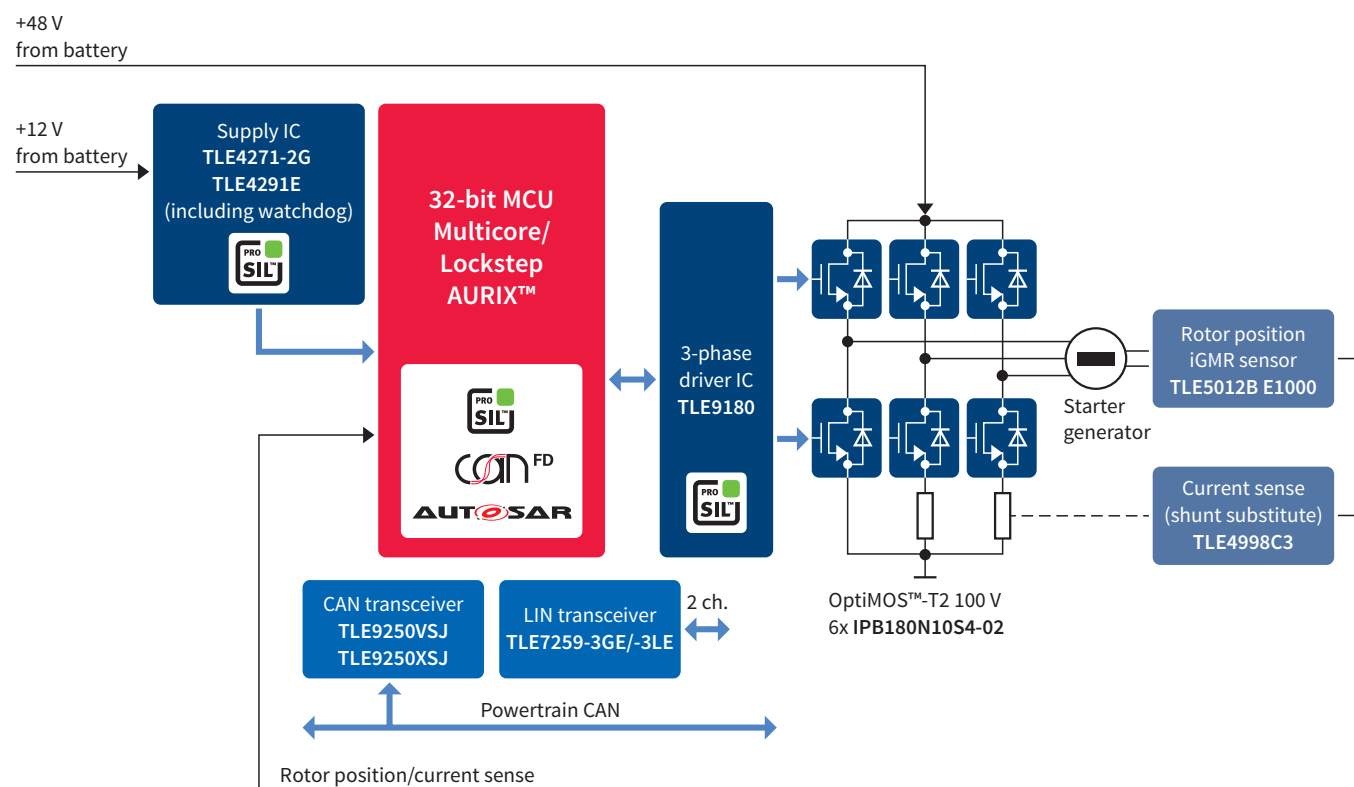 +48 V
from battery
+12 V
from battery
Supply IC
TLE4271-2G
TLE4291E
(including watchdog)
PRO
SIL™
32-bit MCU
Multicore/
Lockstep
AURIX™
PRO
SIL™
CAN FD
AUTOSAR
3-phase
driver IC
TLE9180
PRO
SIL™
Starter
generator
Rotor position
iGMR sensor
TLE5012B E1000
Current sense
(shunt substitute)
TLE4998C3
OptiMOS™-T2 100 V
6x IPB180N10S4-02
CAN transceiver
TLE9250VSJ
TLE9250XSJ
LIN transceiver
TLE7259-3GE/-3LE
2 ch.
Powertrain CAN
Rotor position/current sense